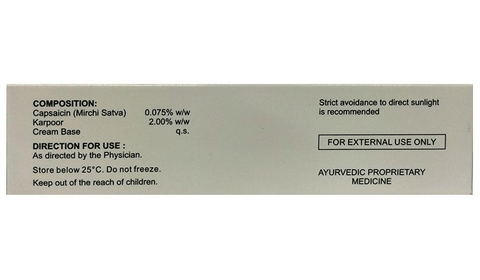 COMPOSITION:
Capsaicin (Mirchi Satva) 0.075% w/w
Karpoor 2.00% w/w
Cream Base q.s.
DIRECTION FOR USE :
As directed by the Physician.
Store below 25°C. Do not freeze.
Keep out of the reach of children.
Strict avoidance to direct sunlight
is recommended
FOR EXTERNAL USE ONLY
AYURVEDIC PROPRIETARY
MEDICINE